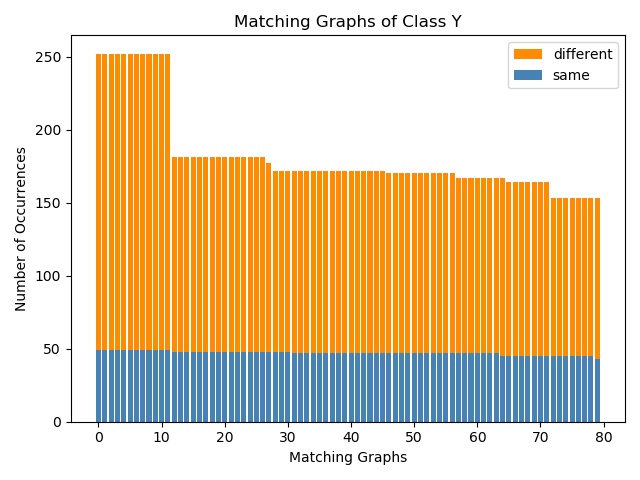 Matching Graphs of Class Y
different
same
Number of Occurrences
250
200
150
100
50
0
0 10 20 30 40 50 60 70 80
Matching Graphs